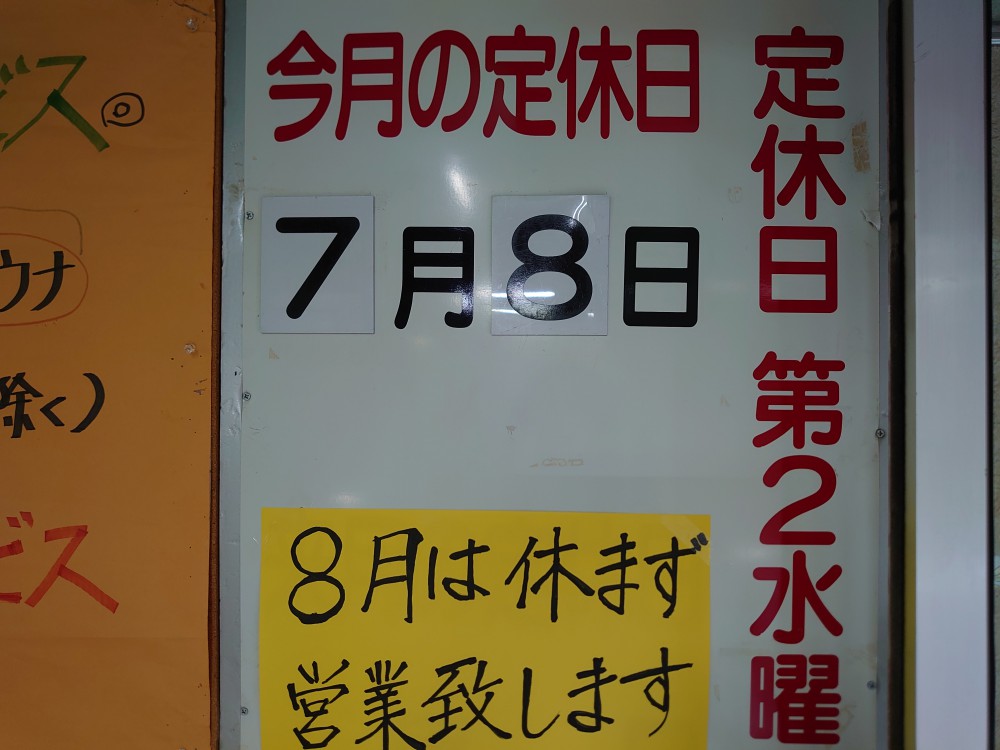 今月の定休日
7月8日
定休日 第2水曜
8月は休まず
営業致します
ビス
ウナ
除く)
ビス